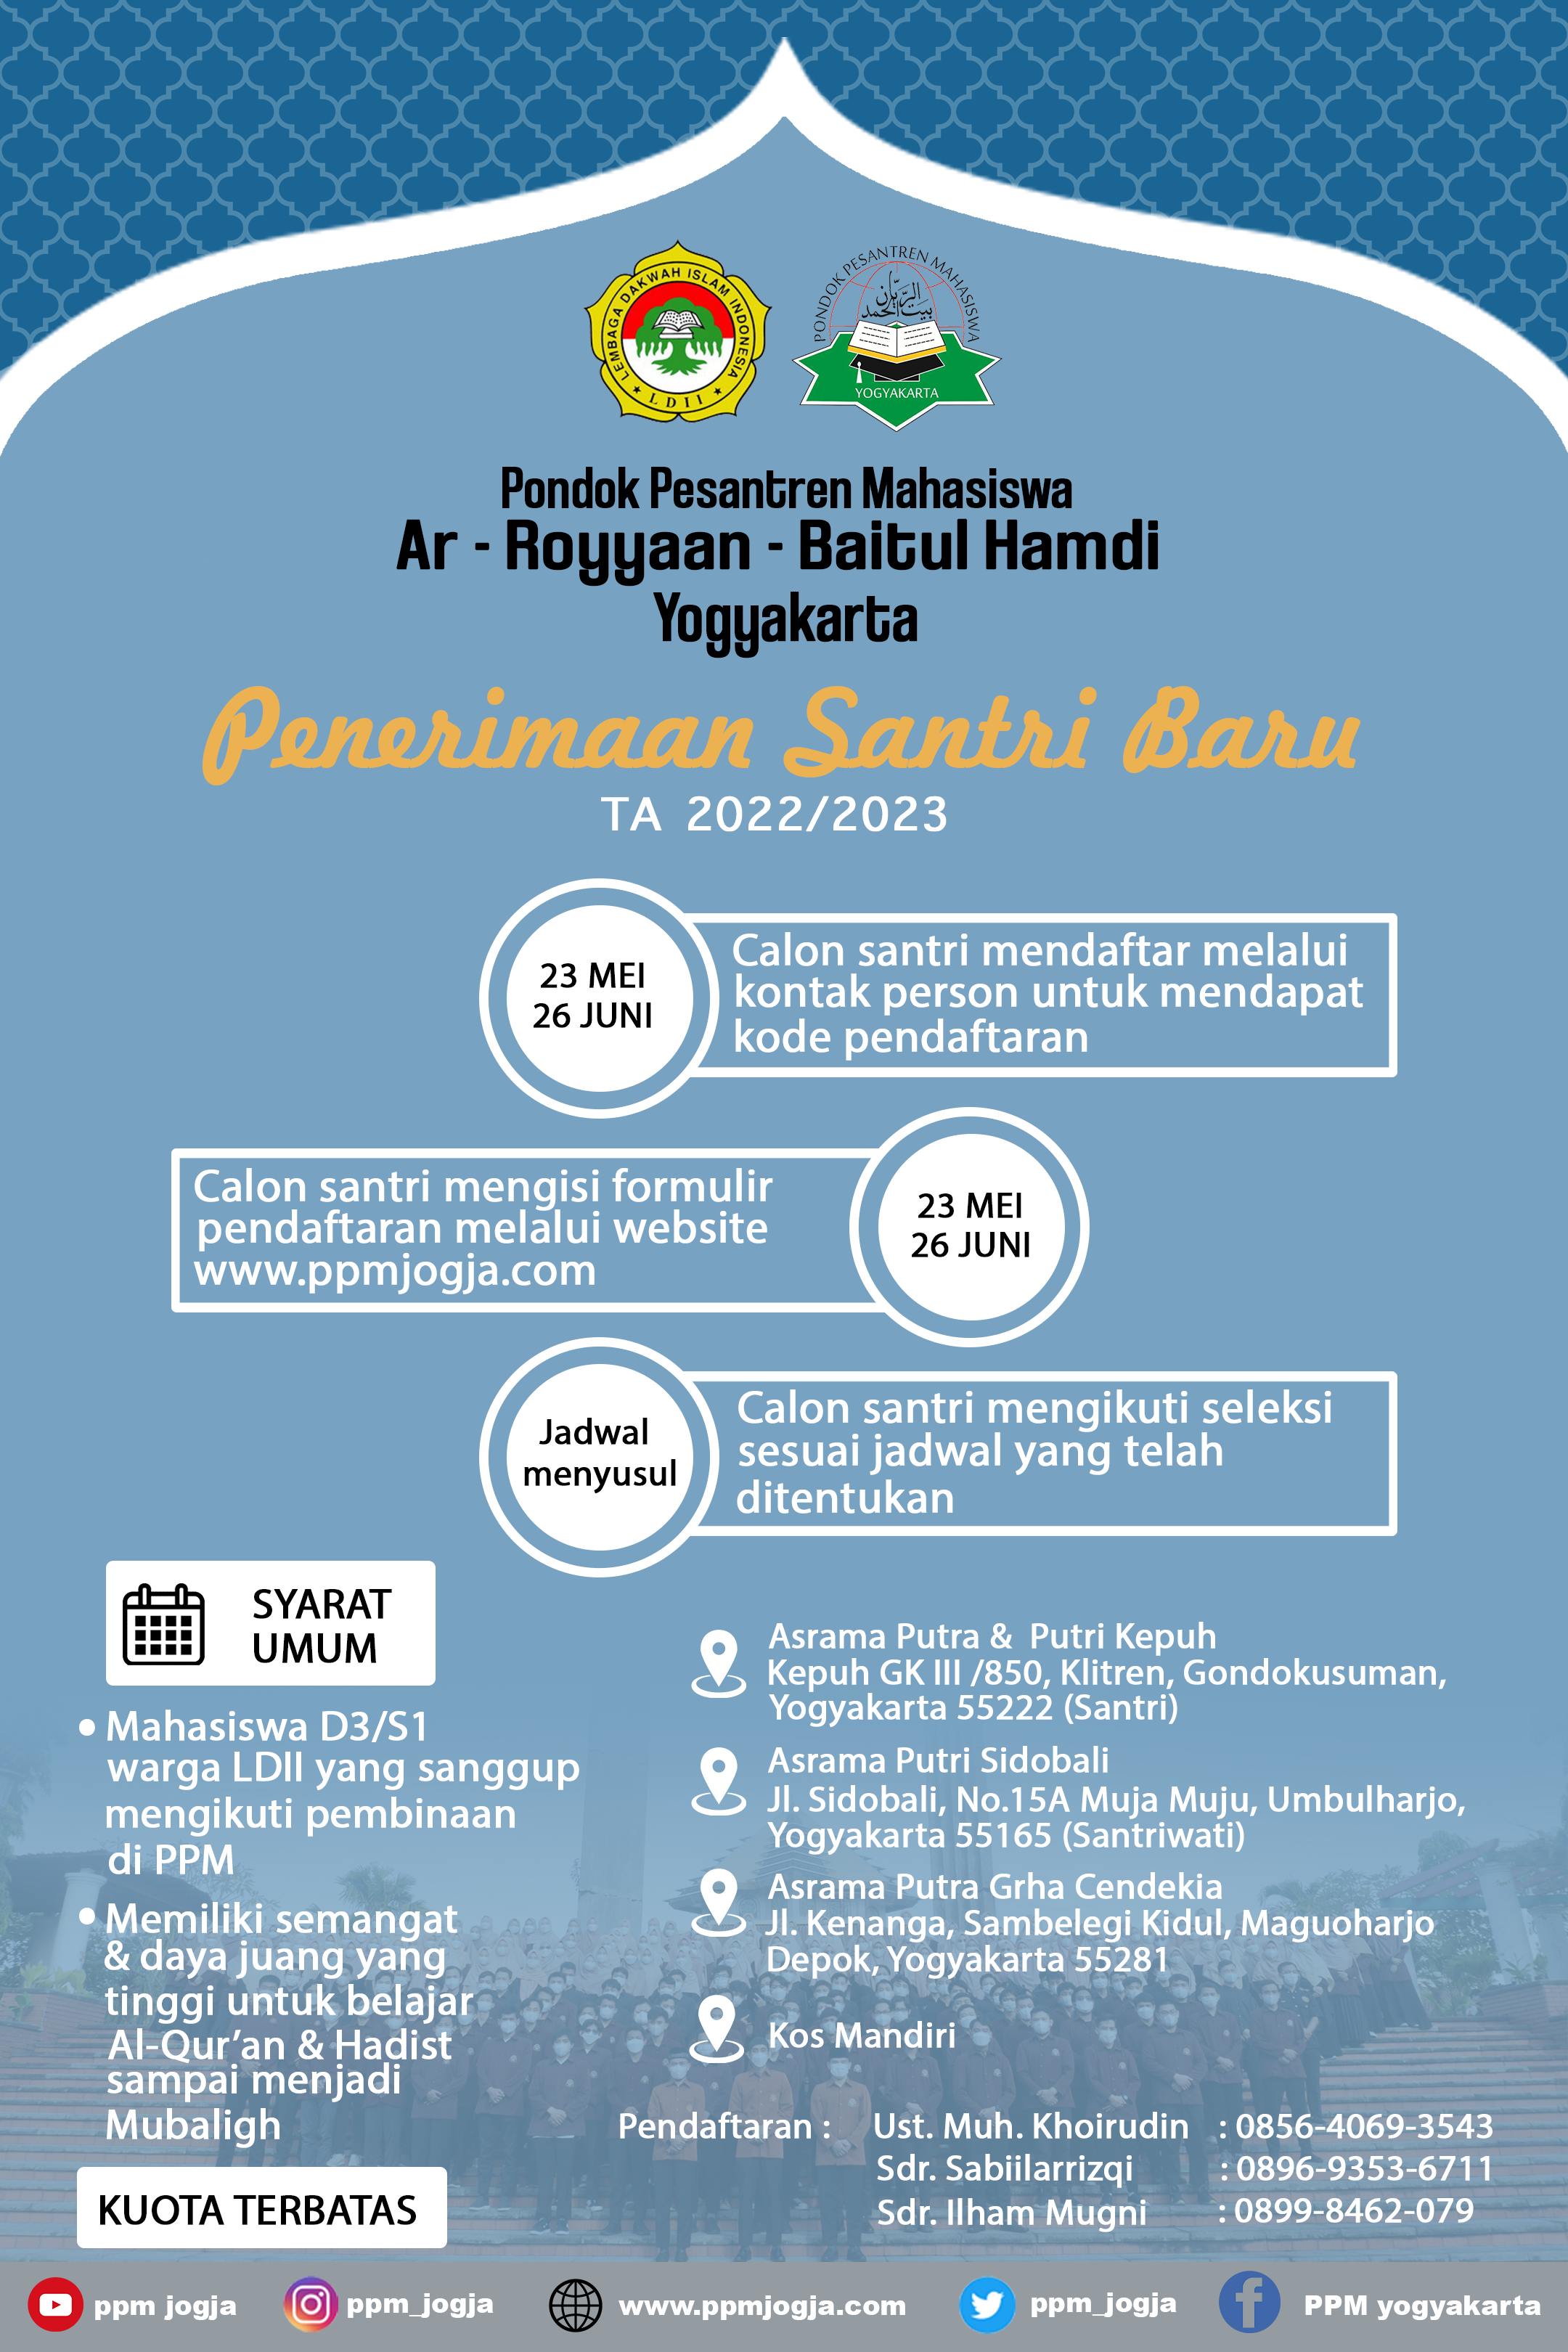 LEMBAGA DAKWAH ISLAM INDONESIA
LDII
PONDOK PESANTREN MAHASISWA
الريان
بيت الحمد
YOGYAKARTA
Pondok Pesantren Mahasiswa
Ar - Royyaan - Baitul Hamdi
Yogyakarta
Penerimaan Santri Baru
TA 2022/2023
23 MEI
26 JUNI
Calon santri mendaftar melalui
kontak person untuk mendapat
kode pendaftaran
Calon santri mengisi formulir
pendaftaran melalui website
www.ppmjogja.com
23 MEI
26 JUNI
Jadwal
menyusul
Calon santri mengikuti seleksi
sesuai jadwal yang telah
ditentukan
SYARAT
UMUM
• Mahasiswa D3/S1
warga LDII yang sanggup
mengikuti pembinaan
di PPM
• Memiliki semangat
& daya juang yang
tinggi untuk belajar
Al-Qur’an & Hadist
sampai menjadi
Mubaligh
KUOTA TERBATAS
Asrama Putra & Putri Kepuh
Kepuh GK III /850, Klitren, Gondokusuman,
Yogyakarta 55222 (Santri)
Asrama Putri Sidobali
Jl. Sidobali, No.15A Muja Muju, Umbulharjo,
Yogyakarta 55165 (Santriwati)
Asrama Putra Grha Cendekia
Jl. Kenanga, Sambelegi Kidul, Maguoharjo
Depok, Yogyakarta 55281
Kos Mandiri
Pendaftaran : Ust. Muh. Khoirudin : 0856-4069-3543
Sdr. Sabiilarrizqi : 0896-9353-6711
Sdr. Ilham Mugni : 0899-8462-079
ppm jogja ppm_jogja www.ppmjogja.com ppm_jogja PPM yogyakarta